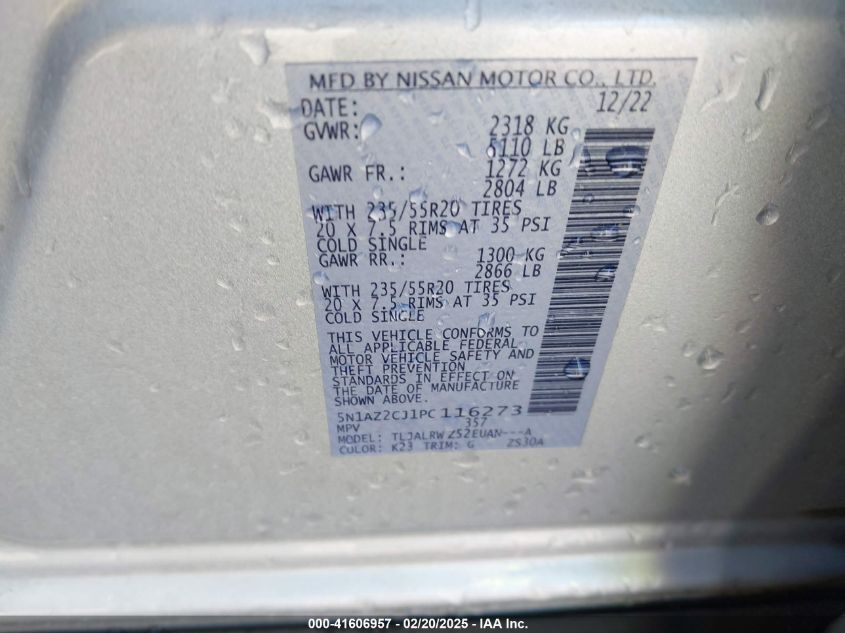 MFD BY NISSAN MOTOR CO., LTD.
DATE: 12/22
GVWR: 2318 KG
5110 LB
GAWR FR.: 1272 KG
2804 LB
WITH 235/55R20 TIRES
20 X 7.5 RIMS AT 35 PSI
COLD SINGLE
GAWR RR.: 1300 KG
2866 LB
WITH 235/55R20 TIRES
20 X 7.5 RIMS AT 35 PSI
COLD SINGLE
THIS VEHICLE CONFORMS TO
ALL APPLICABLE FEDERAL
MOTOR VEHICLE SAFETY AND
THEFT PREVENTION
STANDARDS IN EFFECT ON
THE DATE OF MANUFACTURE
SHOWN ABOVE.
5N1AZ2CJ1PC116273
MPV 357
MODEL: TLJALRWZ52EUAN---A
COLOR: K23 TRIM: G ZS30A
000-41606957 - 02/20/2025 - IAA Inc.